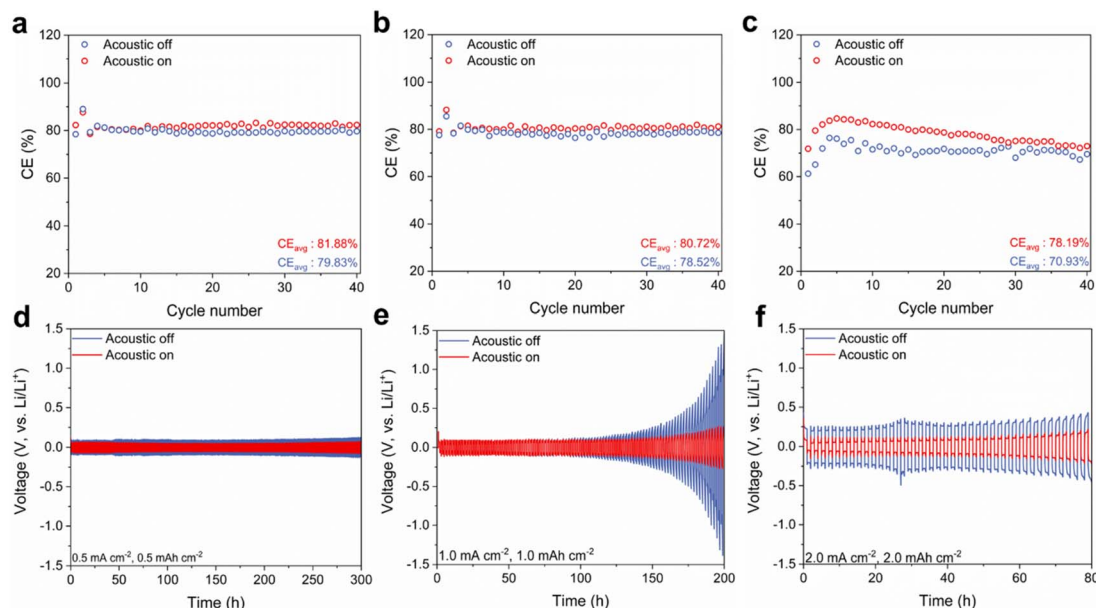 a
120
100
80
60
40
20
CE (%)
Acoustic off
Acoustic on
CEavg : 81.88%
CEavg : 79.83%
0 10 20 30 40
Cycle number
b
120
100
80
60
40
20
CE (%)
Acoustic off
Acoustic on
CEavg : 80.72%
CEavg : 78.52%
0 10 20 30 40
Cycle number
c
120
100
80
60
40
20
CE (%)
Acoustic off
Acoustic on
CEavg : 78.19%
CEavg : 70.93%
0 10 20 30 40
Cycle number
d
1.5
1.0
0.5
0.0
-0.5
-1.0
-1.5
Voltage (V, vs. Li/Li+)
Acoustic off
Acoustic on
0.5 mA cm-2, 0.5 mAh cm-2
0 50 100 150 200 250 300
Time (h)
e
1.5
1.0
0.5
0.0
-0.5
-1.0
-1.5
Voltage (V, vs. Li/Li+)
Acoustic off
Acoustic on
1.0 mA cm-2, 1.0 mAh cm-2
0 50 100 150 200
Time (h)
f
1.5
1.0
0.5
0.0
-0.5
-1.0
-1.5
Voltage (V, vs. Li/Li+)
Acoustic off
Acoustic on
2.0 mA cm-2, 2.0 mAh cm-2
0 20 40 60 80
Time (h)